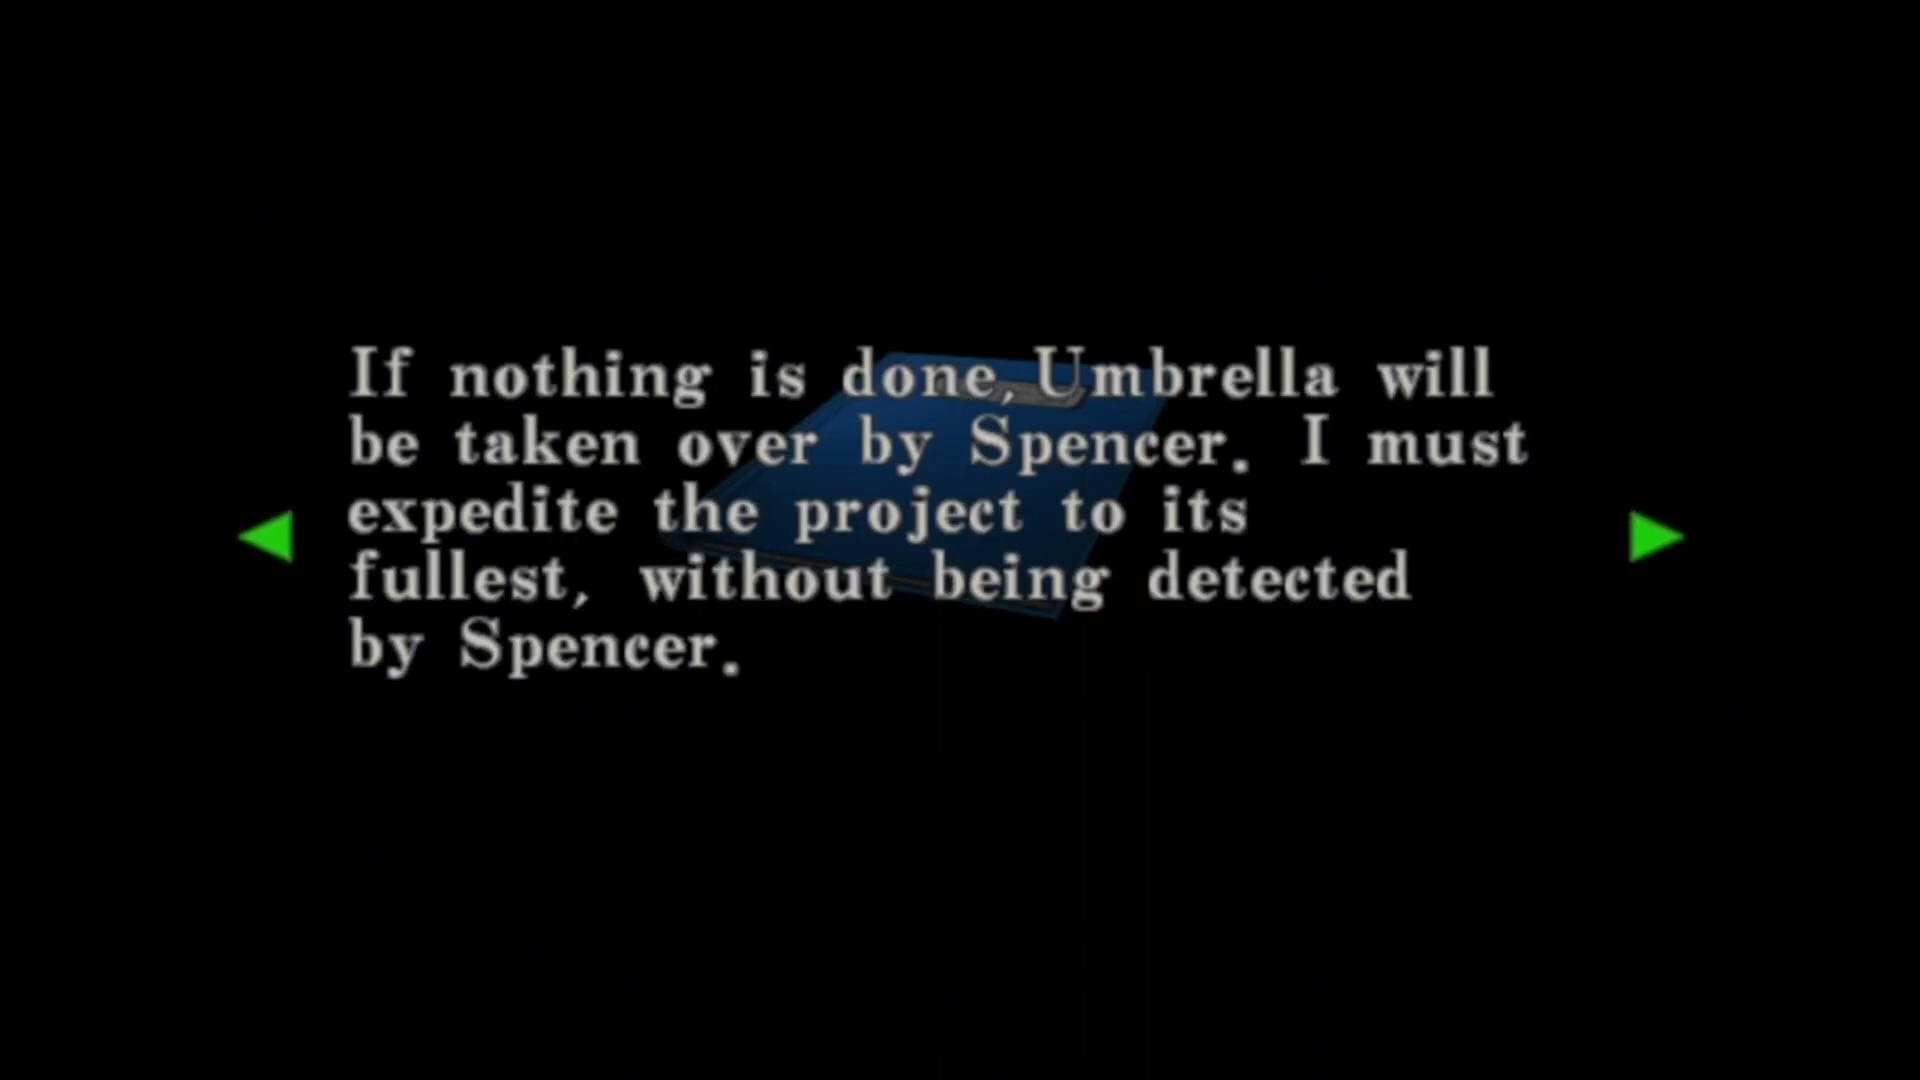 If nothing is done, Umbrella will
be taken over by Spencer. I must
expedite the project to its
fullest, without being detected
by Spencer.